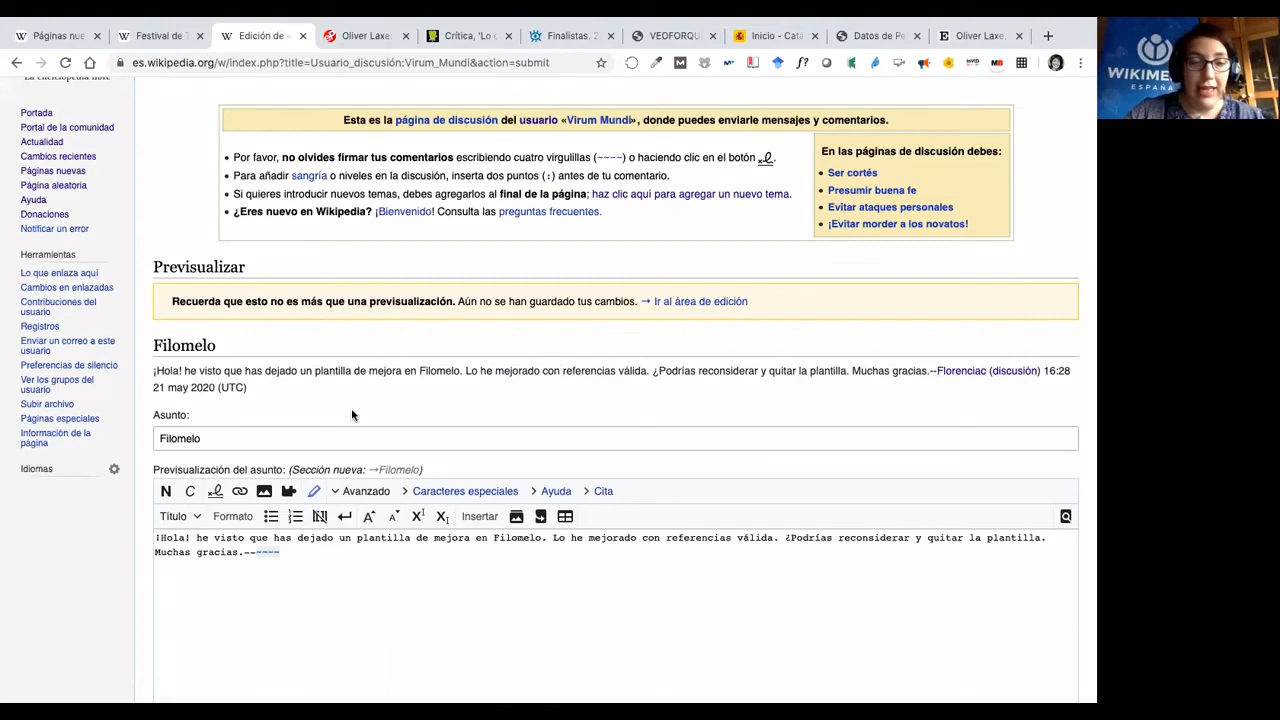 Páginas nue
Festival de T
Edición de «
Oliver Laxe:
Crítica, 'Lo
Finalistas. 2
VEOFORQU
Inicio - Cata
Datos de Pe
Oliver Laxe.
es.wikipedia.org/w/index.php?title=Usuario_discusión:Virum_Mundi&action=submit
La enciclopedia libre
WIKIME
ESPAÑA
Portada
Portal de la comunidad
Actualidad
Cambios recientes
Páginas nuevas
Página aleatoria
Ayuda
Donaciones
Notificar un error
Herramientas
Lo que enlaza aquí
Cambios en enlazadas
Contribuciones del
usuario
Registros
Enviar un correo a este
usuario
Preferencias de silencio
Ver los grupos del
usuario
Subir archivo
Páginas especiales
Información de la
página
Idiomas
Esta es la página de discusión del usuario «Virum Mundi», donde puedes enviarle mensajes y comentarios.
• Por favor, no olvides firmar tus comentarios escribiendo cuatro virgulillas (~~~~) o haciendo clic en el botón .
• Para añadir sangría o niveles en la discusión, inserta dos puntos (:) antes de tu comentario.
• Si quieres introducir nuevos temas, debes agregarlos al final de la página; haz clic aquí para agregar un nuevo tema.
• ¿Eres nuevo en Wikipedia? ¡Bienvenido! Consulta las preguntas frecuentes.
En las páginas de discusión debes:
• Ser cortés
• Presumir buena fe
• Evitar ataques personales
• ¡Evitar morder a los novatos!
Previsualizar
Recuerda que esto no es más que una previsualización. Aún no se han guardado tus cambios. → Ir al área de edición
Filomelo
¡Hola! he visto que has dejado un plantilla de mejora en Filomelo. Lo he mejorado con referencias válida. ¿Podrías reconsiderar y quitar la plantilla. Muchas gracias.--Florenciac (discusión) 16:28
21 may 2020 (UTC)
Asunto:
Filomelo
Previsualización del asunto: (Sección nueva: →Filomelo)
N C Avanzado Caracteres especiales Ayuda Cita
Título Formato Insertar
¡Hola! he visto que has dejado un plantilla de mejora en Filomelo. Lo he mejorado con referencias válida. ¿Podrías reconsiderar y quitar la plantilla.
Muchas gracias.--~~~~